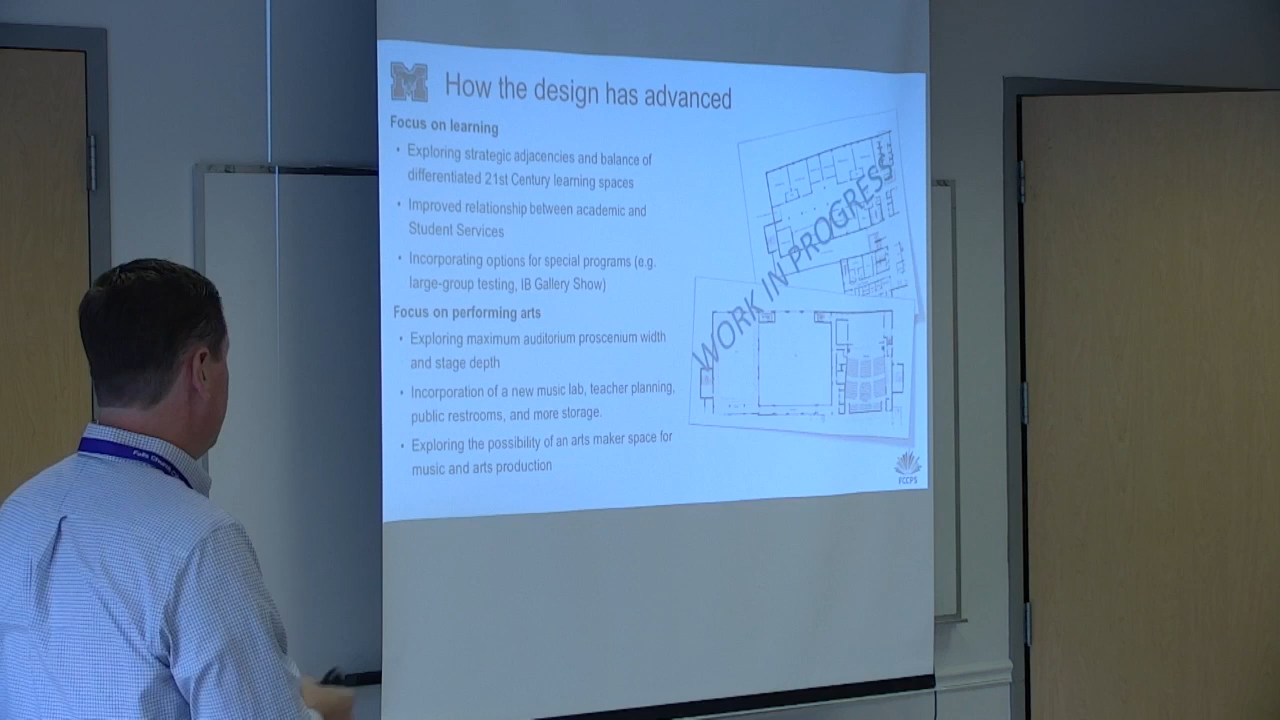 M
How the design has advanced
Focus on learning
• Exploring strategic adjacencies and balance of
differentiated 21st Century learning spaces
• Improved relationship between academic and
Student Services
• Incorporating options for special programs (e.g.
large-group testing, IB Gallery Show)
Focus on performing arts
• Exploring maximum auditorium proscenium width
and stage depth
• Incorporation of a new music lab, teacher planning,
public restrooms, and more storage.
• Exploring the possibility of an arts maker space for
music and arts production
WORK IN PROGRESS
FCCPS
Falls Church